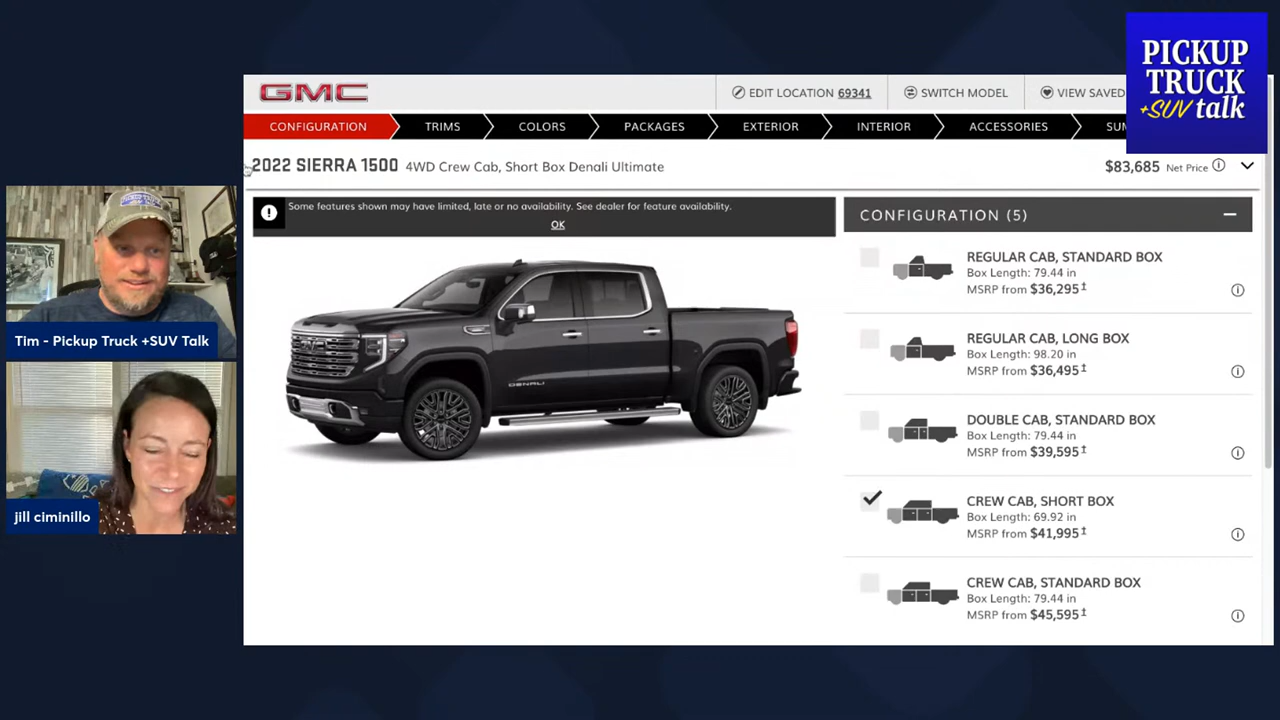 PICKUP
TRUCK
+SUV talk
GMC
EDIT LOCATION 69341
SWITCH MODEL
VIEW SAVED
CONFIGURATION
TRIMS
COLORS
PACKAGES
EXTERIOR
INTERIOR
ACCESSORIES
SUM
2022 SIERRA 1500 4WD Crew Cab, Short Box Denali Ultimate
$83,685 Net Price
Some features shown may have limited, late or no availability. See dealer for feature availability.
OK
DENALI
CONFIGURATION (5)
REGULAR CAB, STANDARD BOX
Box Length: 79.44 in
MSRP from $36,295‡
REGULAR CAB, LONG BOX
Box Length: 98.20 in
MSRP from $36,495‡
DOUBLE CAB, STANDARD BOX
Box Length: 79.44 in
MSRP from $39,595‡
CREW CAB, SHORT BOX
Box Length: 69.92 in
MSRP from $41,995‡
CREW CAB, STANDARD BOX
Box Length: 79.44 in
MSRP from $45,595‡
Tim - Pickup Truck +SUV Talk
jill ciminillo